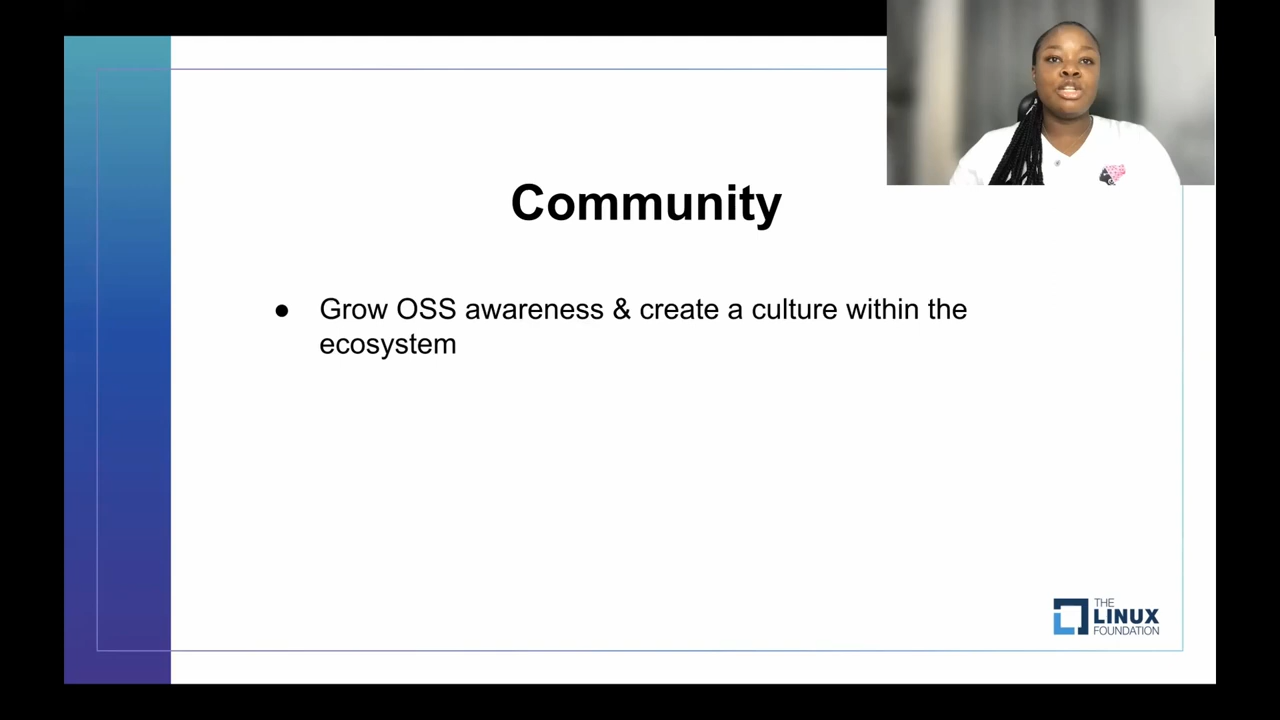 Community
● Grow OSS awareness & create a culture within the
ecosystem
THE
LINUX
FOUNDATION